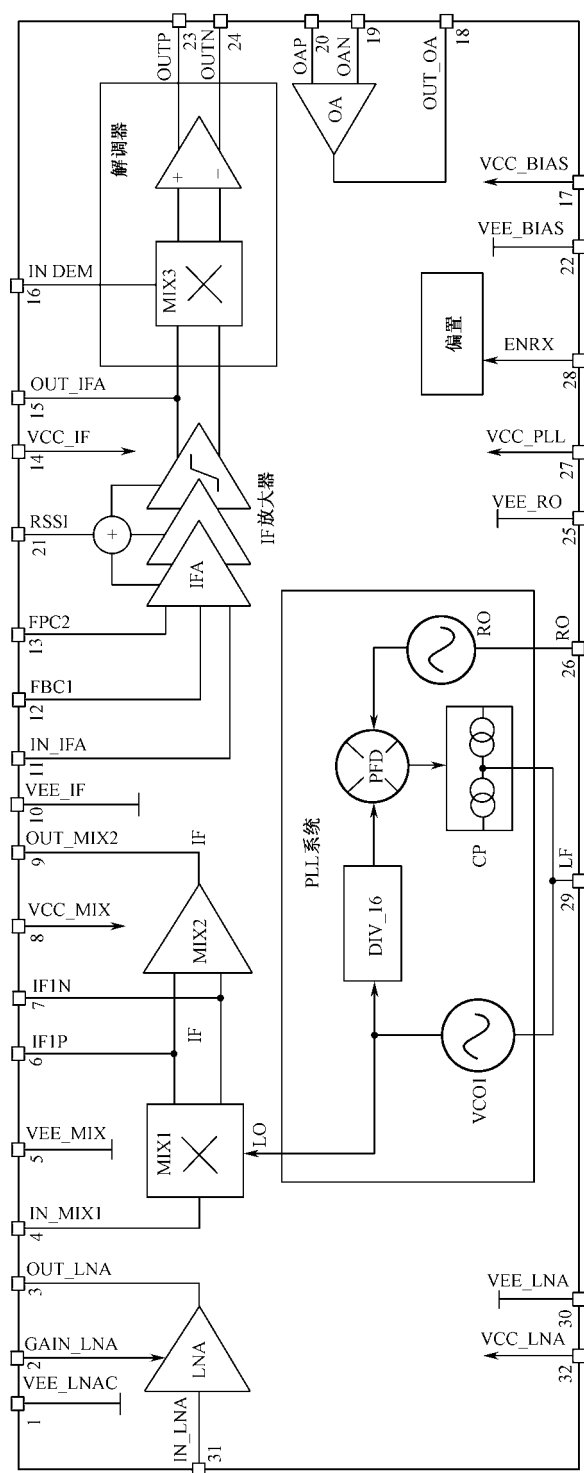 OUTP
23
OUTN
24
OAP
20
OAN
19
OUT_OA
18
解调器
+
−
OA
IN DEM
16
MIX3
VCC_BIAS
17
VEE_BIAS
22
偏置
ENRX
28
OUT_IFA
15
VCC_IF
14
RSSI
21
+
IF放大器
IFA
VCC_PLL
27
VEE_RO
25
FPC2
13
FBC1
12
IN_IFA
11
VEE_IF
10
OUT_MIX2
9
IF
VCC_MIX
8
MIX2
IF1N
7
IF
IF1P
6
VEE_MIX
5
MIX1
LO
IN_MIX1
4
PLL系统
RO
RO
26
PFD
CP
DIV_16
LF
29
VCO1
OUT_LNA
3
GAIN_LNA
2
VEE_LNAC
1
LNA
IN_LNA
31
VEE_LNA
30
VCC_LNA
32